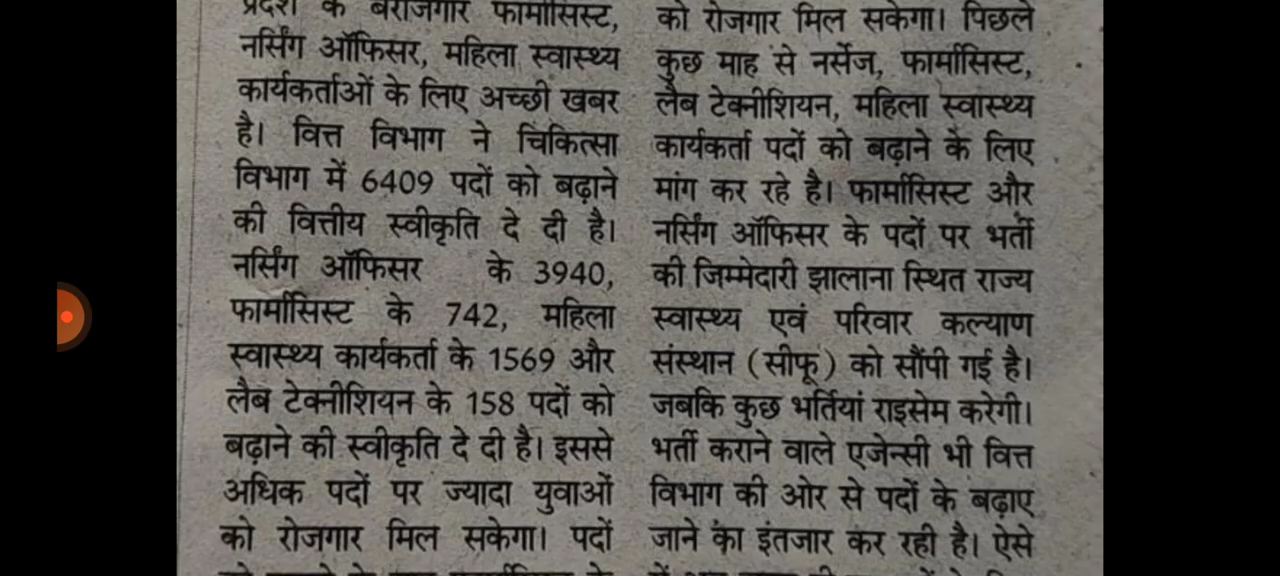 प्रदेश के बेरोजगार फार्मासिस्ट,
नर्सिंग ऑफिसर, महिला स्वास्थ्य
कार्यकर्ताओं के लिए अच्छी खबर
है। वित्त विभाग ने चिकित्सा
विभाग में 6409 पदों को बढ़ाने
की वित्तीय स्वीकृति दे दी है।
नर्सिंग ऑफिसर के 3940,
फार्मासिस्ट के 742, महिला
स्वास्थ्य कार्यकर्ता के 1569 और
लैब टेक्नीशियन के 158 पदों को
बढ़ाने की स्वीकृति दे दी है। इससे
अधिक पदों पर ज्यादा युवाओं
को रोजगार मिल सकेगा। पदों
को रोजगार मिल सकेगा। पिछले
कुछ माह से नर्सेज, फार्मासिस्ट,
लैब टेक्नीशियन, महिला स्वास्थ्य
कार्यकर्ता पदों को बढ़ाने के लिए
मांग कर रहे है। फार्मासिस्ट और
नर्सिंग ऑफिसर के पदों पर भर्ती
की जिम्मेदारी झालाना स्थित राज्य
स्वास्थ्य एवं परिवार कल्याण
संस्थान (सीफू) को सौंपी गई है।
जबकि कुछ भर्तियां राइसेम करेगी।
भर्ती कराने वाले एजेन्सी भी वित्त
विभाग की ओर से पदों के बढ़ाए
जाने का इंतजार कर रही है। ऐसे